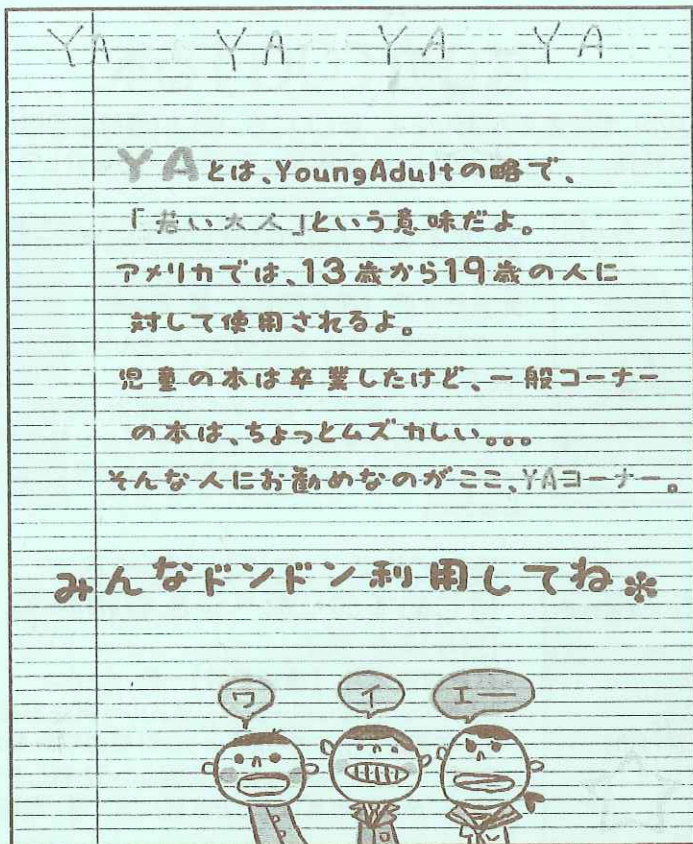 YA YA YA YA
YAとは、YoungAdultの略で、
「若い大人」という意味だよ。
アメリカでは、13歳から19歳の人に
対して使用されるよ。
児童の本は卒業したけど、一般コーナー
の本は、ちょっとムズカしい。。。
そんな人にお勧めなのがここ、YAコーナー。
みんなドンドン利用してね*
ワ イ エー